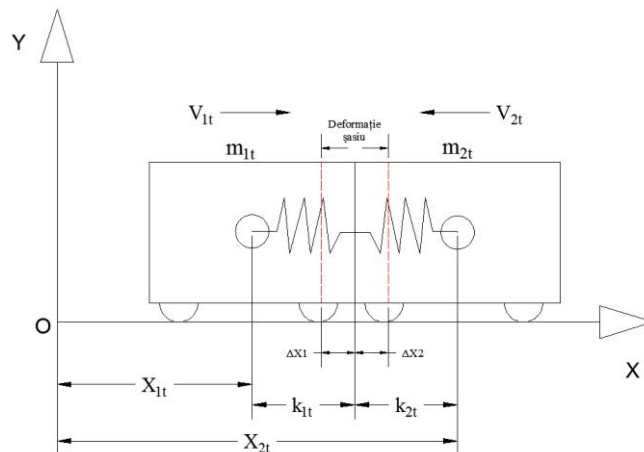 Y
V1t
V2t
Deformație
șasiu
m1t
m2t
O
X
ΔX1
ΔX2
X1t
k1t
k2t
X2t